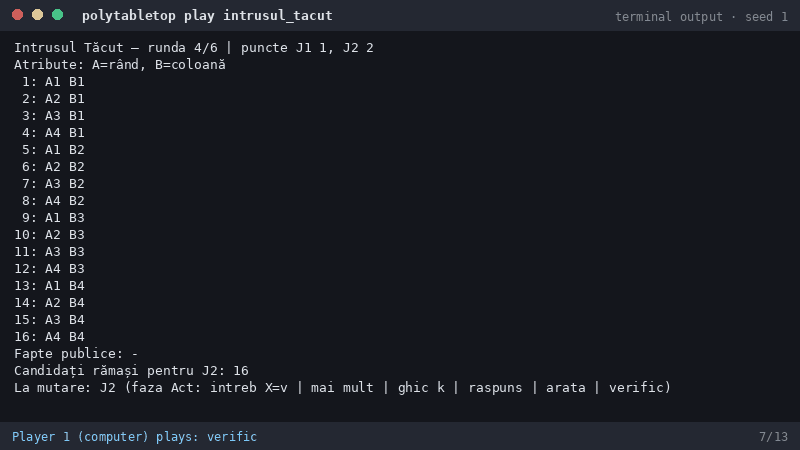 polytabletop play intrusul_tacut
terminal output · seed 1
Intrusul Tăcut — runda 4/6 | puncte J1 1, J2 2
Atribute: A=rând, B=coloană
1: A1 B1
2: A2 B1
3: A3 B1
4: A4 B1
5: A1 B2
6: A2 B2
7: A3 B2
8: A4 B2
9: A1 B3
10: A2 B3
11: A3 B3
12: A4 B3
13: A1 B4
14: A2 B4
15: A3 B4
16: A4 B4
Fapte publice: -
Candidați rămași pentru J2: 16
La mutare: J2 (faza Act: intreb X=v | mai mult | ghic k | raspuns | arata | verific)
Player 1 (computer) plays: verific
7/13